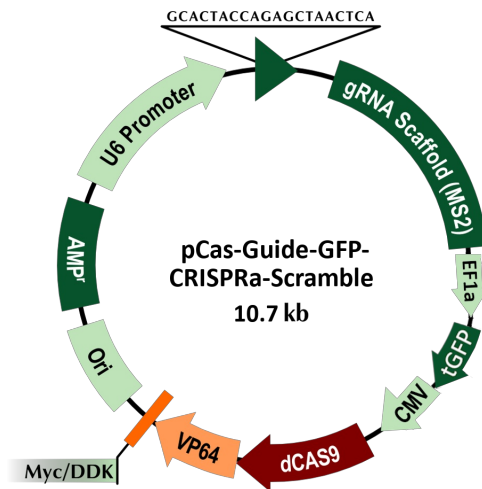 GCACTACCAGAGCTAACTCA
U6 Promoter
gRNA Scaffold (MS2)
EF1a
tGFP
CMV
dCAS9
VP64
Myc/DDK
Ori
AMPʳ
pCas-Guide-GFP-
CRISPRa-Scramble
10.7 kb